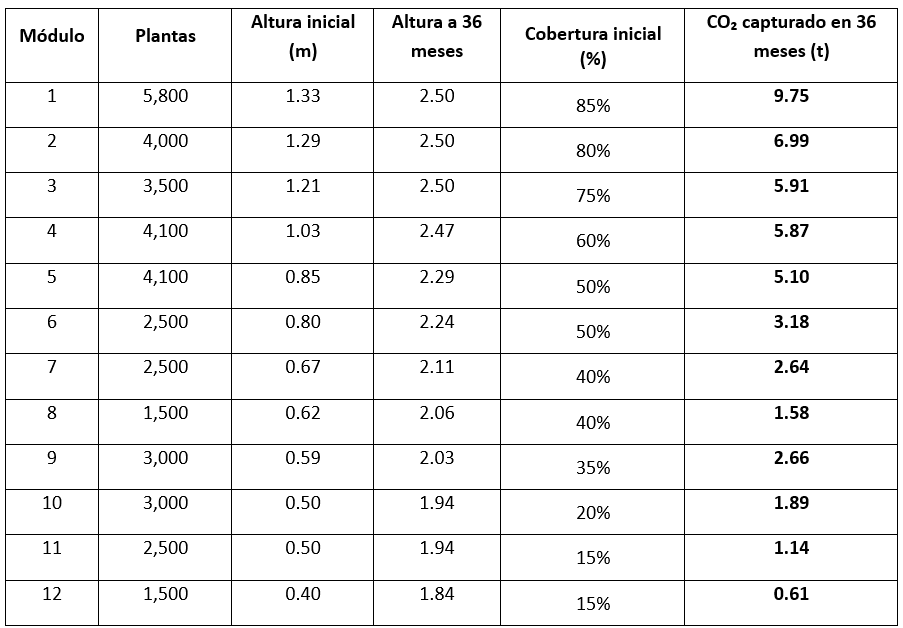 Módulo Plantas Altura inicial (m) Altura a 36 meses Cobertura inicial (%) CO₂ capturado en 36 meses (t)
1 5,800 1.33 2.50 85% 9.75
2 4,000 1.29 2.50 80% 6.99
3 3,500 1.21 2.50 75% 5.91
4 4,100 1.03 2.47 60% 5.87
5 4,100 0.85 2.29 50% 5.10
6 2,500 0.80 2.24 50% 3.18
7 2,500 0.67 2.11 40% 2.64
8 1,500 0.62 2.06 40% 1.58
9 3,000 0.59 2.03 35% 2.66
10 3,000 0.50 1.94 20% 1.89
11 2,500 0.50 1.94 15% 1.14
12 1,500 0.40 1.84 15% 0.61